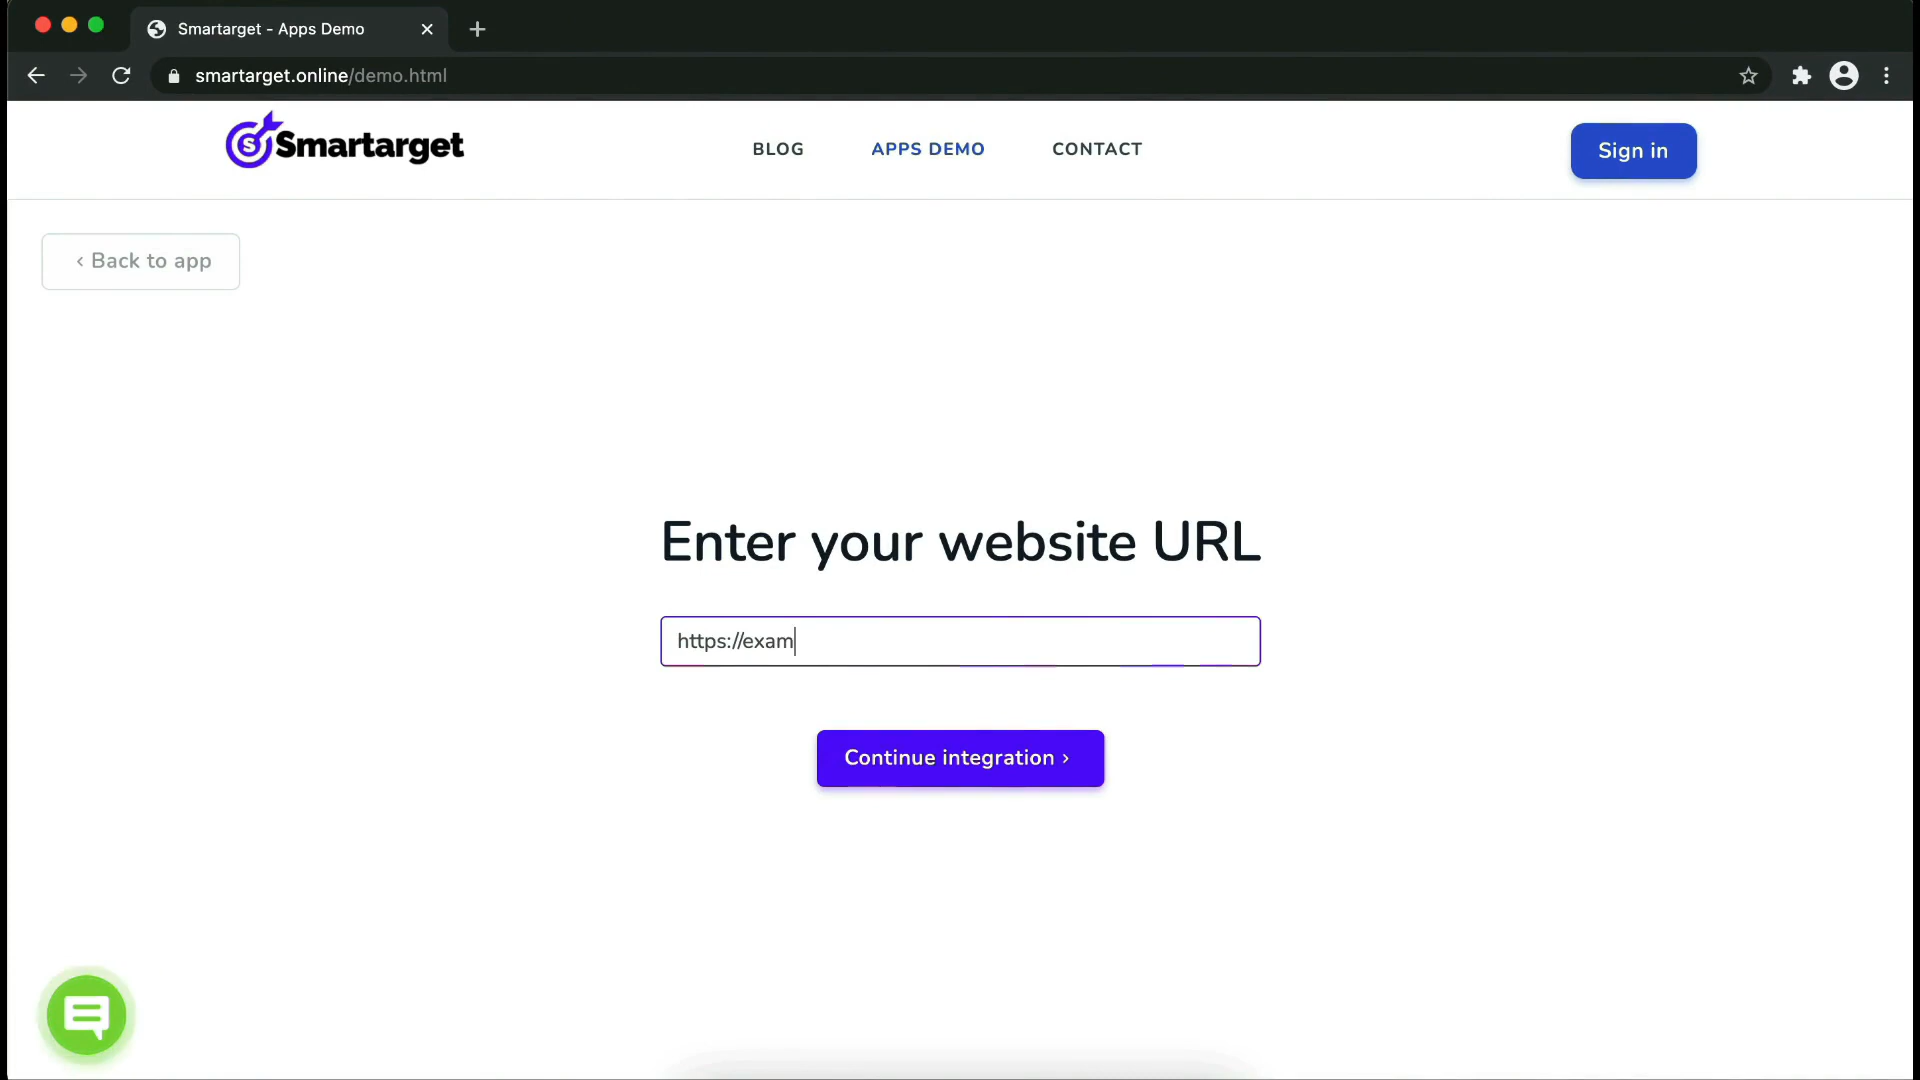 Smartarget - Apps Demo
smartarget.online/demo.html
Smartarget
BLOG
APPS DEMO
CONTACT
Sign in
‹ Back to app
Enter your website URL
https://exam
Continue integration ›